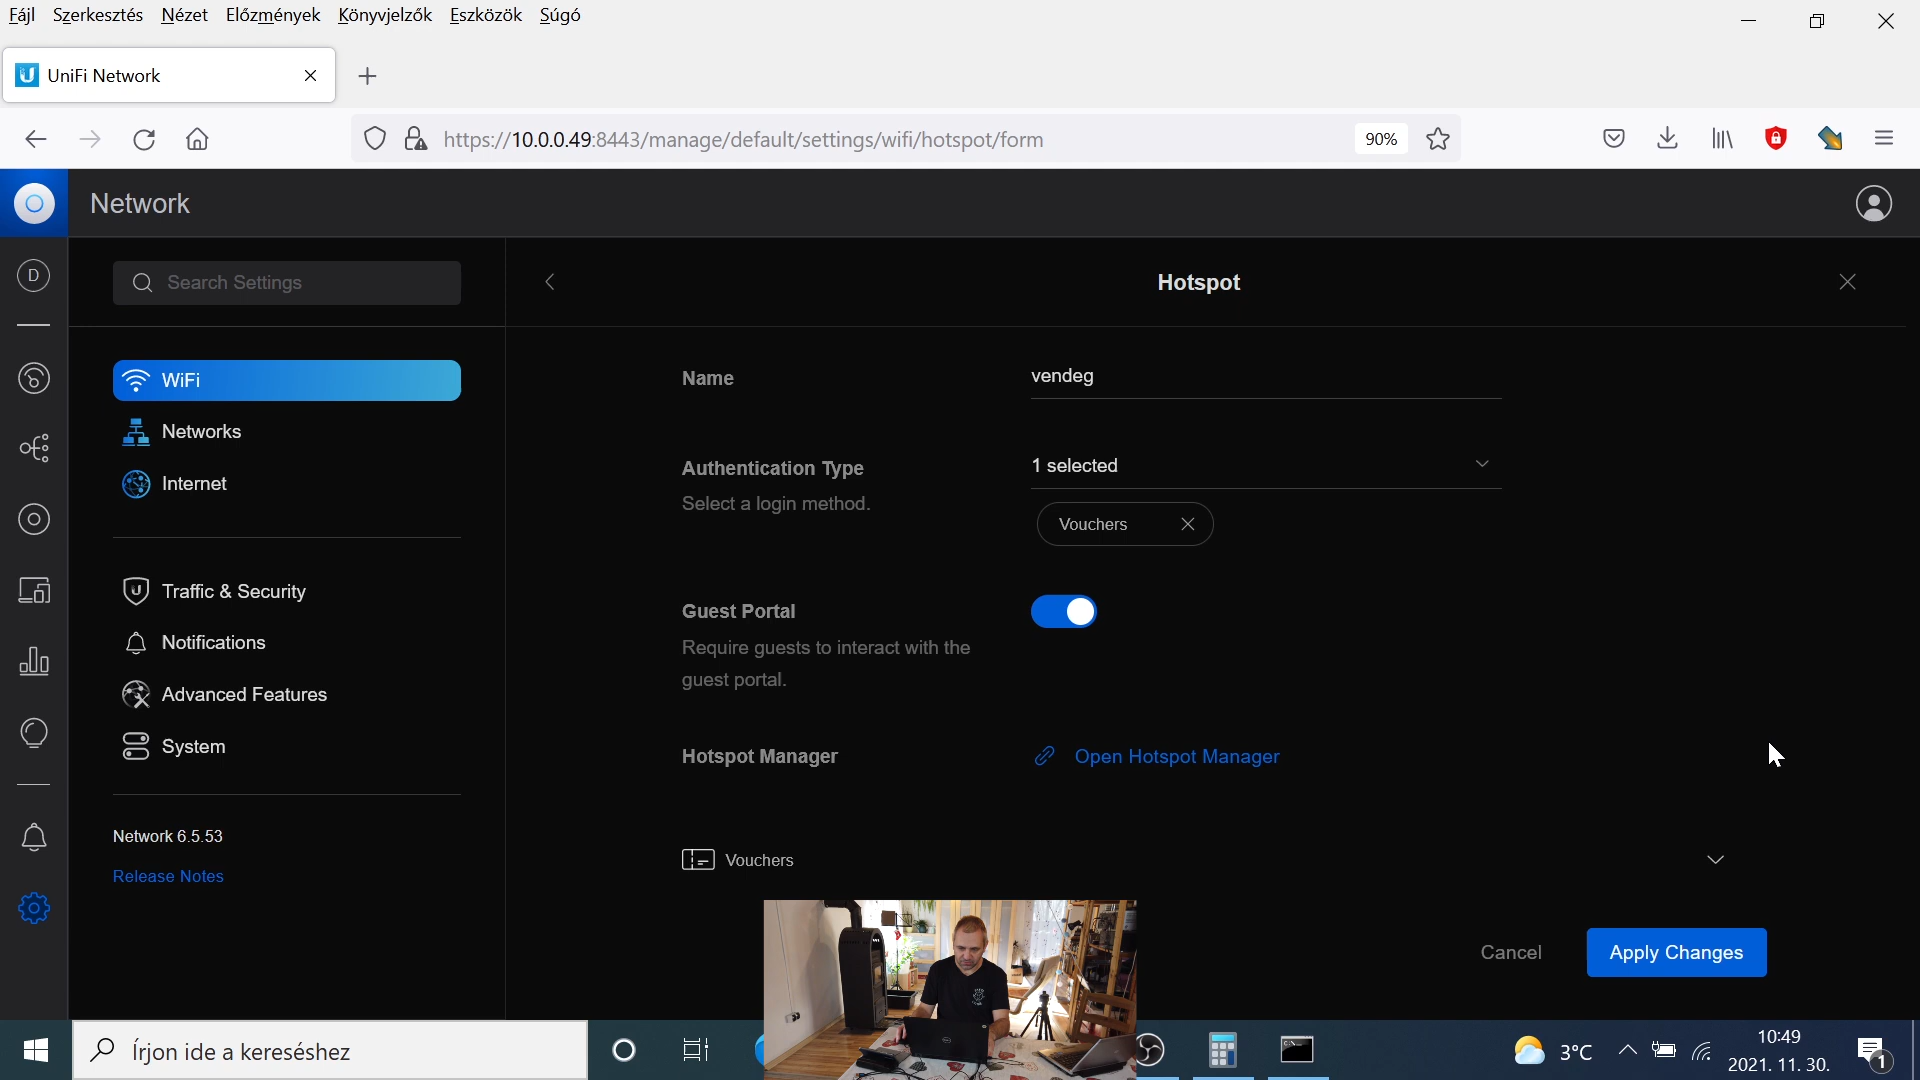 Fájl Szerkesztés Nézet Előzmények Könyvjelzők Eszközök Súgó
UniFi Network
https://10.0.0.49:8443/manage/default/settings/wifi/hotspot/form 90%
Network
D
Search Settings
Hotspot
WiFi
Networks
Internet
Traffic & Security
Notifications
Advanced Features
System
Network 6.5.53
Release Notes
Name
vendeg
Authentication Type
Select a login method.
1 selected
Vouchers
Guest Portal
Require guests to interact with the
guest portal.
Hotspot Manager
Open Hotspot Manager
Vouchers
Cancel
Apply Changes
Írjon ide a kereséshez
3°C
10:49
2021. 11. 30.
1